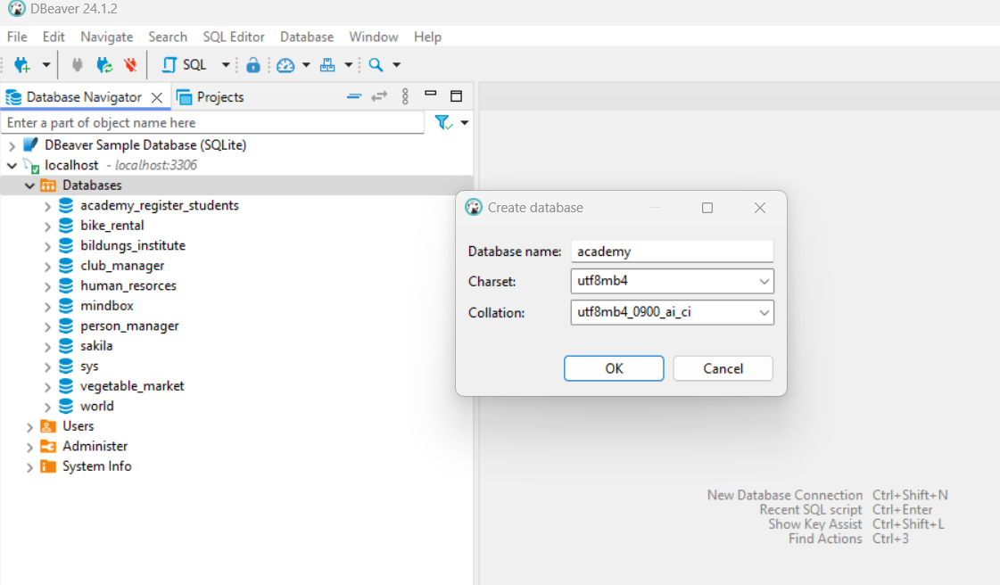 DBeaver 24.1.2
File Edit Navigate Search SQL Editor Database Window Help
SQL
Database Navigator Projects
Enter a part of object name here
DBeaver Sample Database (SQLite)
localhost - localhost:3306
Databases
academy_register_students
bike_rental
bildungs_institute
club_manager
human_resorces
mindbox
person_manager
sakila
sys
vegetable_market
world
Users
Administer
System Info
Create database
Database name: academy
Charset: utf8mb4
Collation: utf8mb4_0900_ai_ci
OK Cancel
New Database Connection Ctrl+Shift+N
Recent SQL script Ctrl+Enter
Show Key Assist Ctrl+Shift+L
Find Actions Ctrl+3